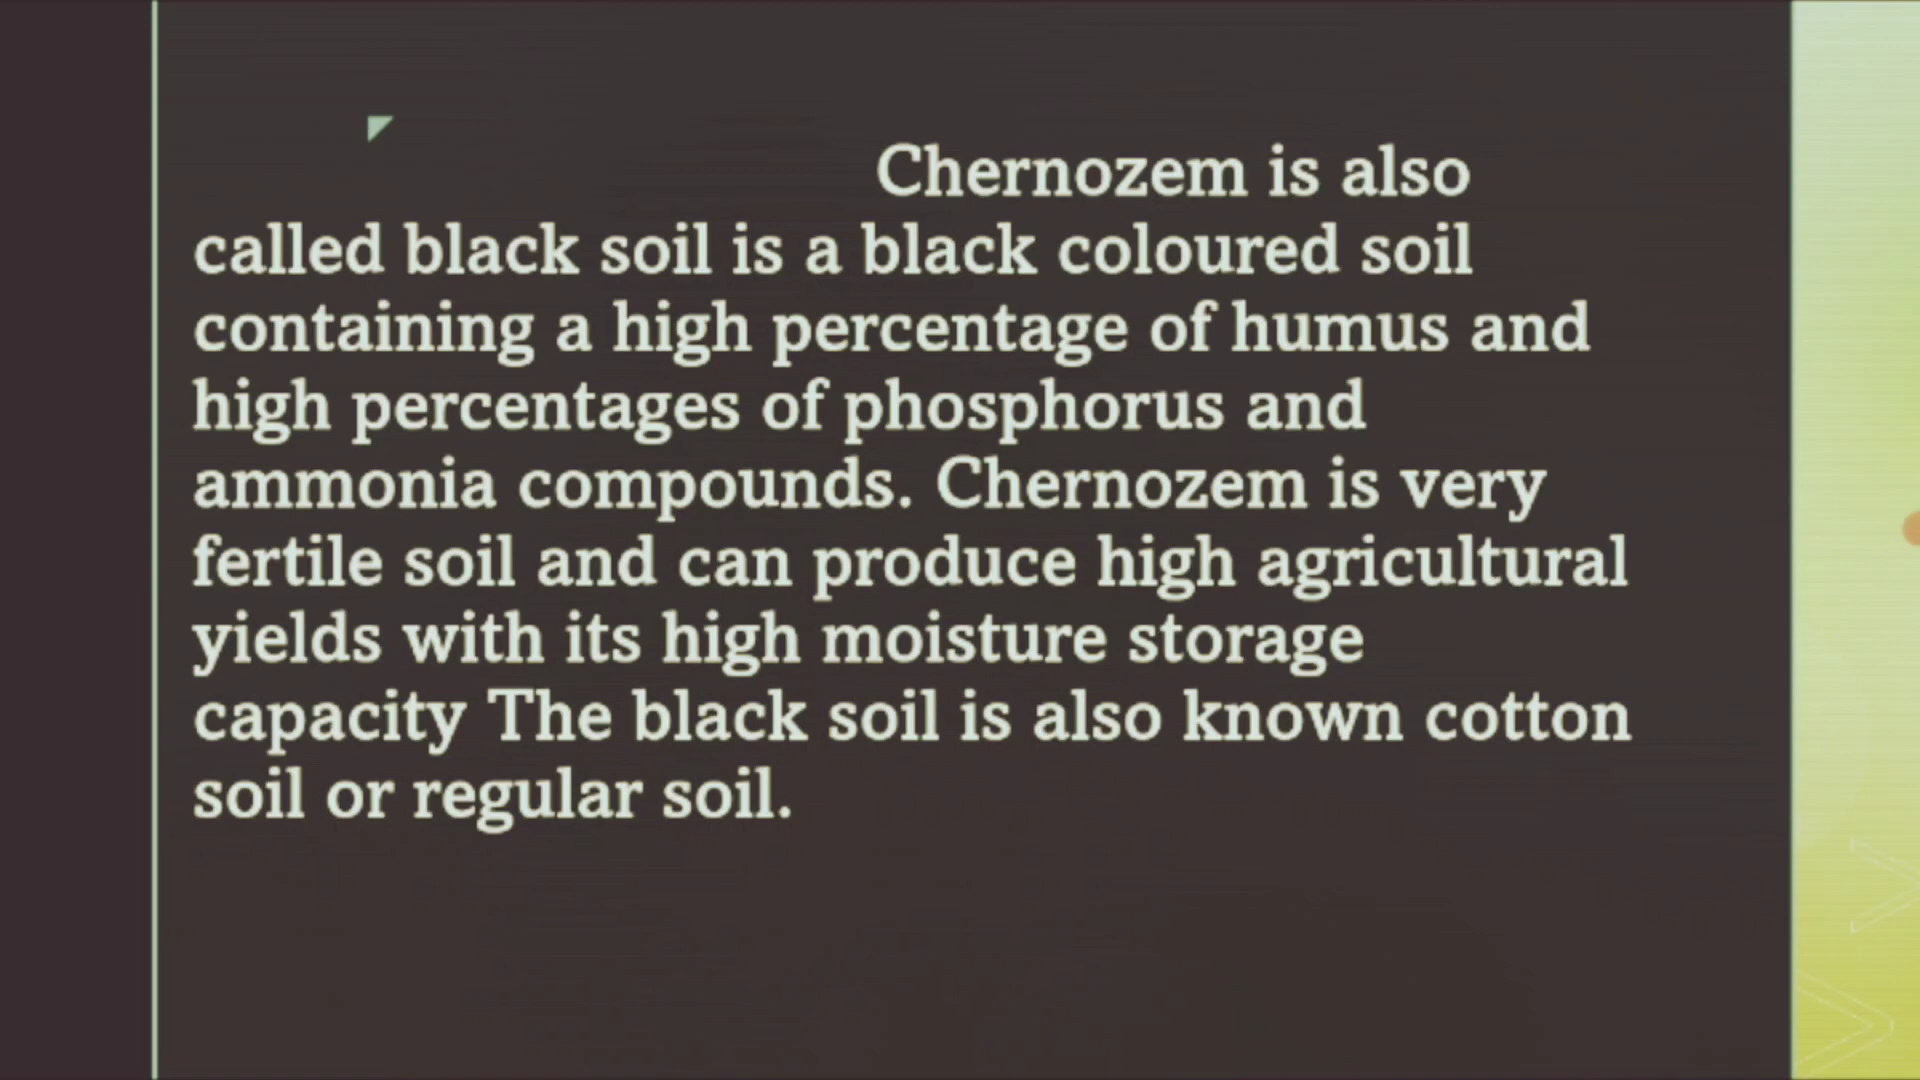 Chernozem is also
called black soil is a black coloured soil
containing a high percentage of humus and
high percentages of phosphorus and
ammonia compounds. Chernozem is very
fertile soil and can produce high agricultural
yields with its high moisture storage
capacity The black soil is also known cotton
soil or regular soil.